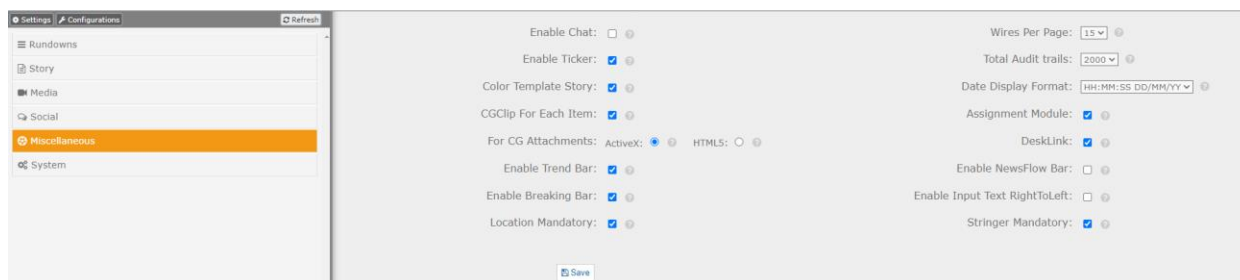 Settings Configurations Refresh
Rundowns
Story
Media
Social
Miscellaneous
System
Enable Chat:
Enable Ticker:
Color Template Story:
CGClip For Each Item:
For CG Attachments: ActiveX: HTML5:
Enable Trend Bar:
Enable Breaking Bar:
Location Mandatory:
Wires Per Page: 15
Total Audit trails: 2000
Date Display Format: HH:MM:SS DD/MM/YY
Assignment Module:
DeskLink:
Enable NewsFlow Bar:
Enable Input Text RightToLeft:
Stringer Mandatory:
Save